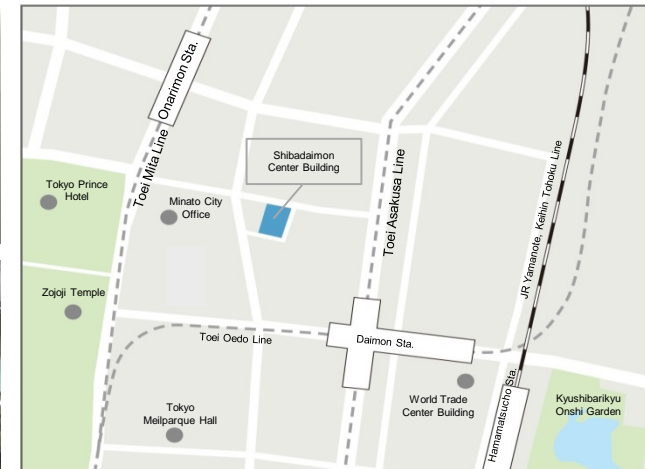 Onarimon Sta.
Toei Mita Line
Shibadaimon
Center Building
Tokyo Prince
Hotel
Minato City
Office
Toei Asakusa Line
JR Yamanote, Keihin Tohoku Line
Zojoji Temple
Toei Oedo Line
Daimon Sta.
World Trade
Center Building
Hamamatsucho Sta.
Kyushibarikyu
Onshi Garden
Tokyo
Meilparque Hall